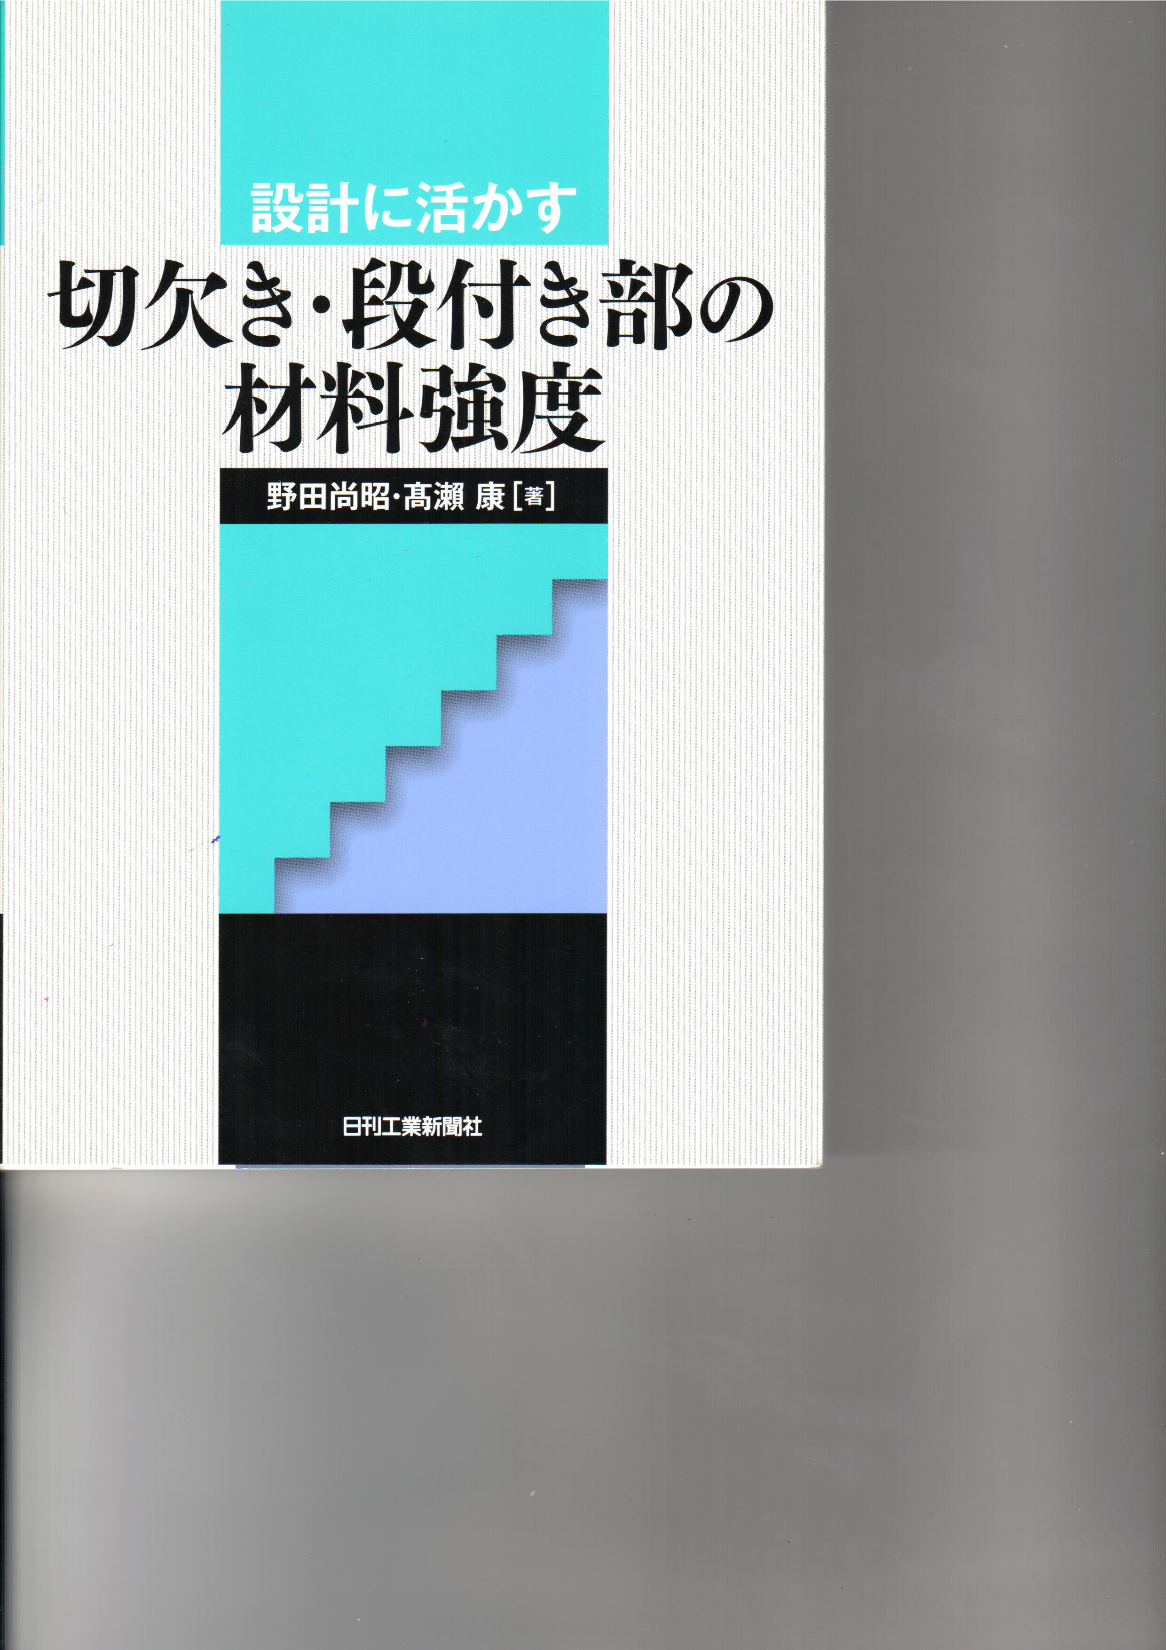 設計に活かす
切欠き・段付き部の
材料強度
野田尚昭・髙瀨 康[著]
日刊工業新聞社